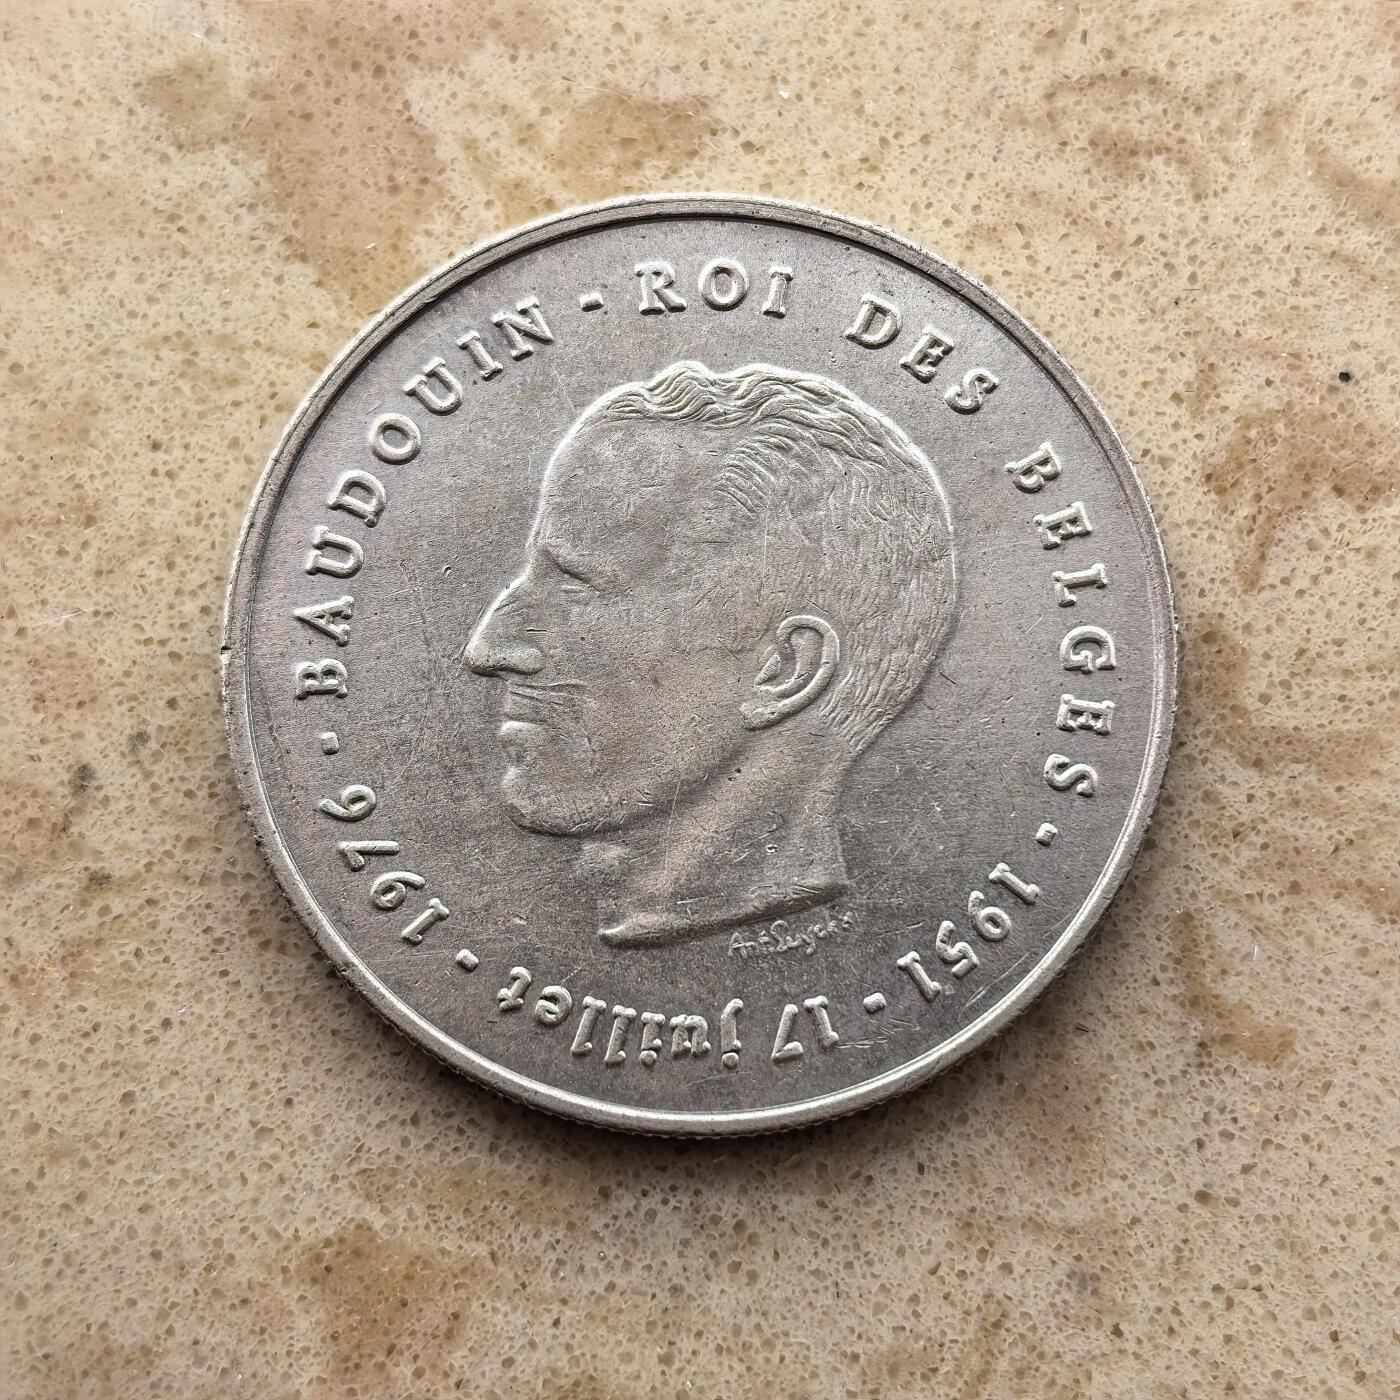 BAUDOUIN - ROI DES BELGES · 1951 - 17 juillet - 1976 -